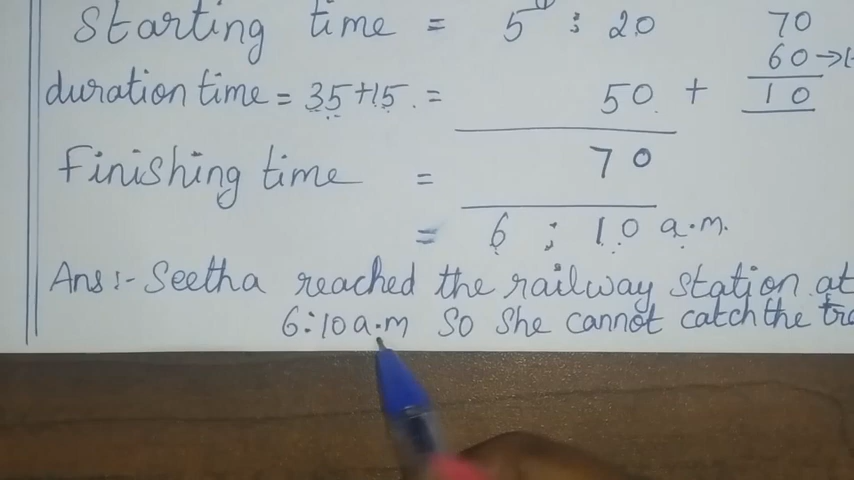 Starting time = 5 : 20 70
60 →
duration time = 35+15. = 50 + 10
Finishing time = 70
= 6 : 10 a.m.
Ans:- Seetha reached the railway station at
6:10 a.m so she cannot catch the